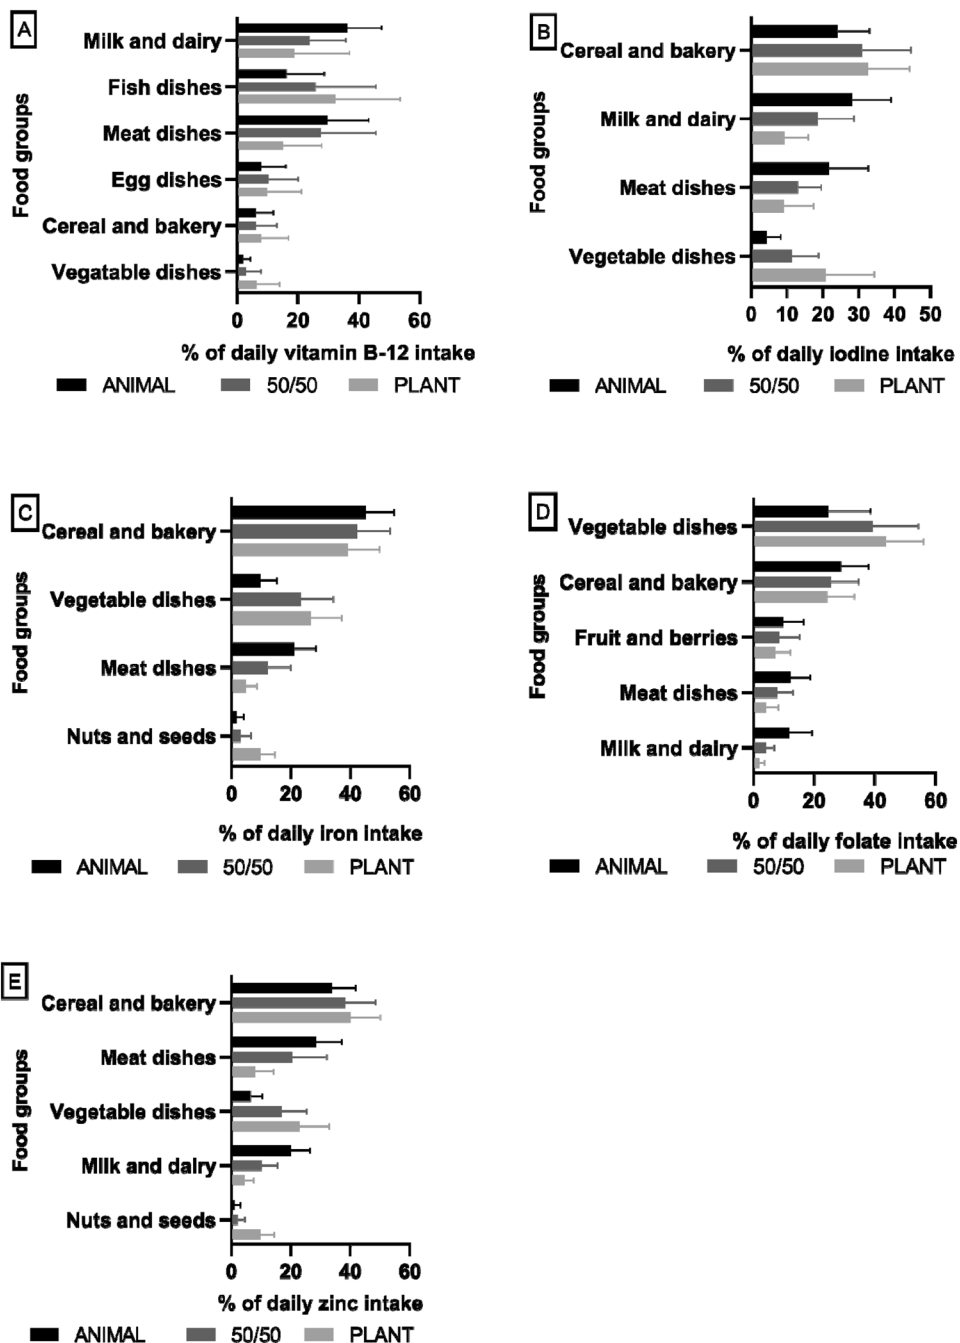 A
Food groups
Milk and dairy
Fish dishes
Meat dishes
Egg dishes
Cereal and bakery
Vegatable dishes
0 20 40 60
% of daily vitamin B-12 intake
ANIMAL 50/50 PLANT
B
Food groups
Cereal and bakery
Milk and dairy
Meat dishes
Vegetable dishes
0 10 20 30 40 50
% of daily iodine intake
ANIMAL 50/50 PLANT
C
Food groups
Cereal and bakery
Vegetable dishes
Meat dishes
Nuts and seeds
0 20 40 60
% of daily iron intake
ANIMAL 50/50 PLANT
D
Food groups
Vegetable dishes
Cereal and bakery
Fruit and berries
Meat dishes
Milk and dairy
0 20 40 60
% of daily folate intake
ANIMAL 50/50 PLANT
E
Food groups
Cereal and bakery
Meat dishes
Vegetable dishes
Milk and dairy
Nuts and seeds
0 20 40 60
% of daily zinc intake
ANIMAL 50/50 PLANT